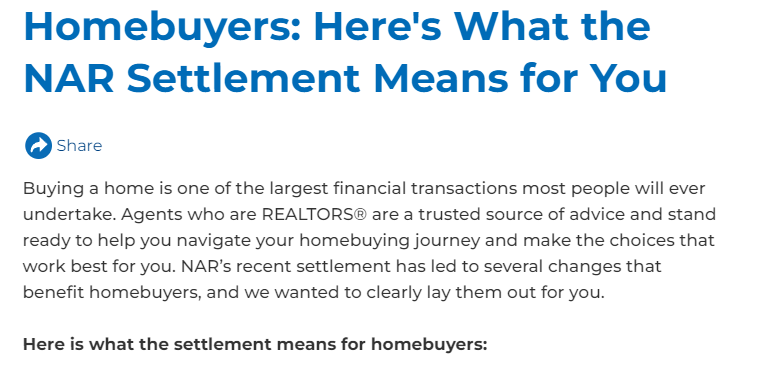 Homebuyers: Here's What the
NAR Settlement Means for You
Share
Buying a home is one of the largest financial transactions most people will ever
undertake. Agents who are REALTORS® are a trusted source of advice and stand
ready to help you navigate your homebuying journey and make the choices that
work best for you. NAR’s recent settlement has led to several changes that
benefit homebuyers, and we wanted to clearly lay them out for you.
Here is what the settlement means for homebuyers: